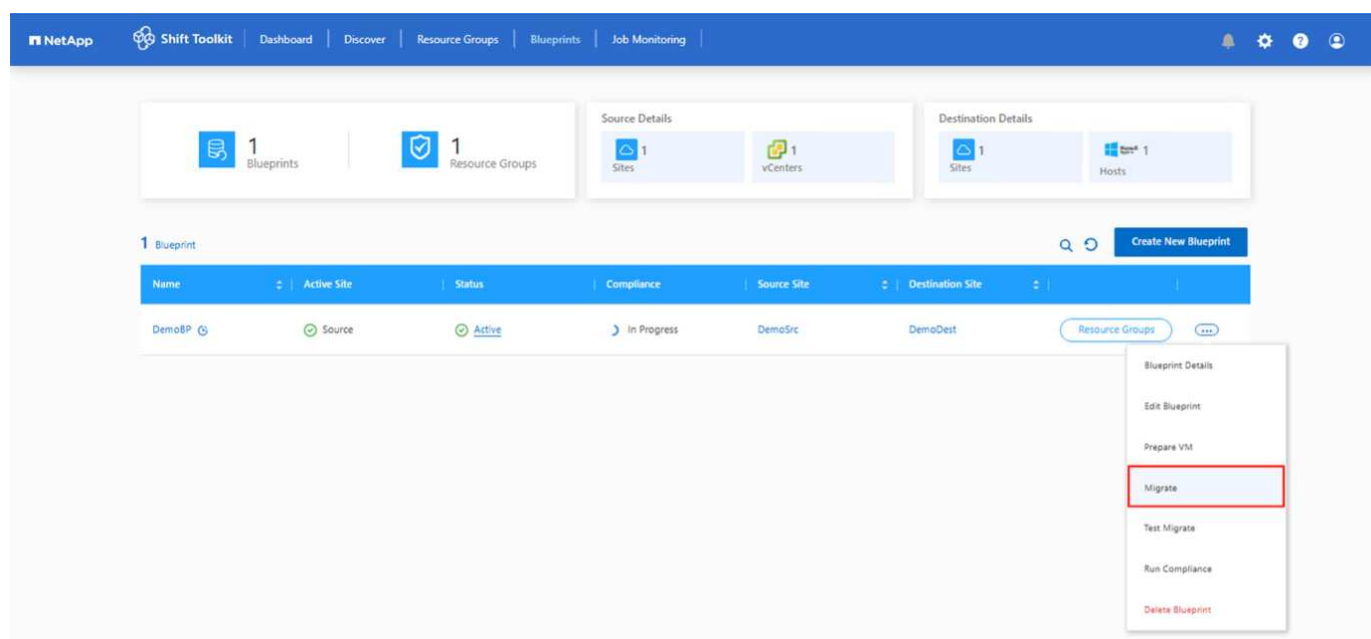 NetApp Shift Toolkit Dashboard Discover Resource Groups Blueprints Job Monitoring
1
Blueprints
1
Resource Groups
Source Details
1
Sites
1
vCenters
Destination Details
1
Sites
1
Hosts
1 Blueprint
Create New Blueprint
Name Active Site Status Compliance Source Site Destination Site
DemoBP Source Active In Progress DemoSrc DemoDest Resource Groups
Blueprint Details
Edit Blueprint
Prepare VM
Migrate
Test Migrate
Run Compliance
Delete Blueprint